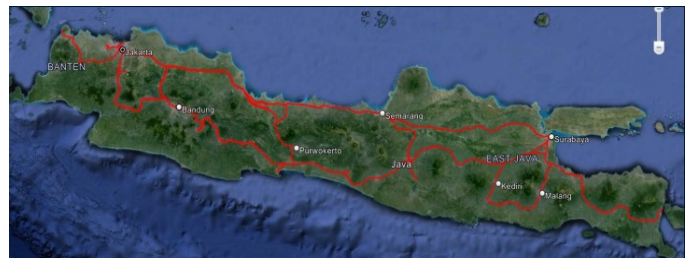 Jakarta
BANTEN
Bandung
Semarang
Surabaya
Purwokerto
Java
EAST JAVA
Kediri
Malang